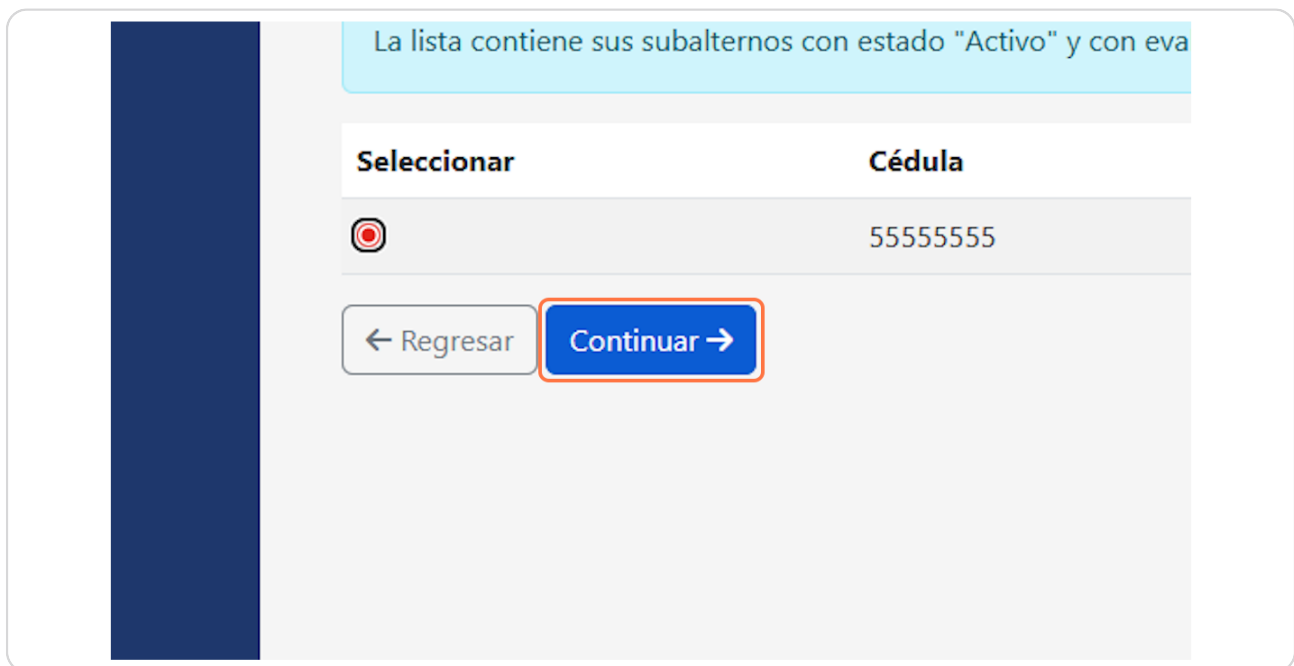 La lista contiene sus subalternos con estado "Activo" y con eva
Seleccionar Cédula
55555555
← Regresar Continuar →